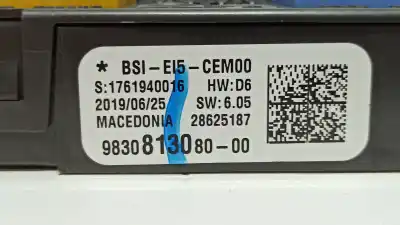 * BSI-EI5-CEM00
S:1761940016 HW:D6
2019/06/25 SW:6.05
MACEDONIA 28625187
9830813080-00